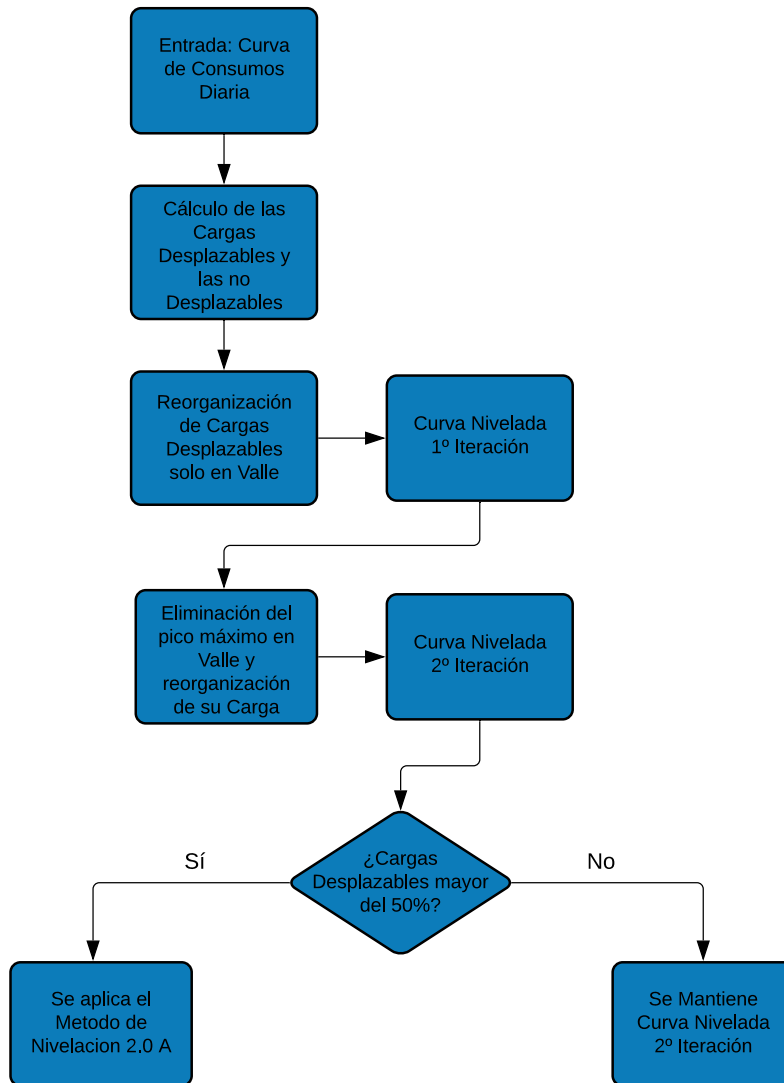 Entrada: Curva
de Consumos
Diaria
Cálculo de las
Cargas
Desplazables y
las no
Desplazables
Reorganización
de Cargas
Desplazables
solo en Valle
Curva Nivelada
1º Iteración
Eliminación del
pico máximo en
Valle y
reorganización
de su Carga
Curva Nivelada
2º Iteración
¿Cargas
Desplazables mayor
del 50%?
Sí
No
Se aplica el
Metodo de
Nivelacion 2.0 A
Se Mantiene
Curva Nivelada
2º Iteración